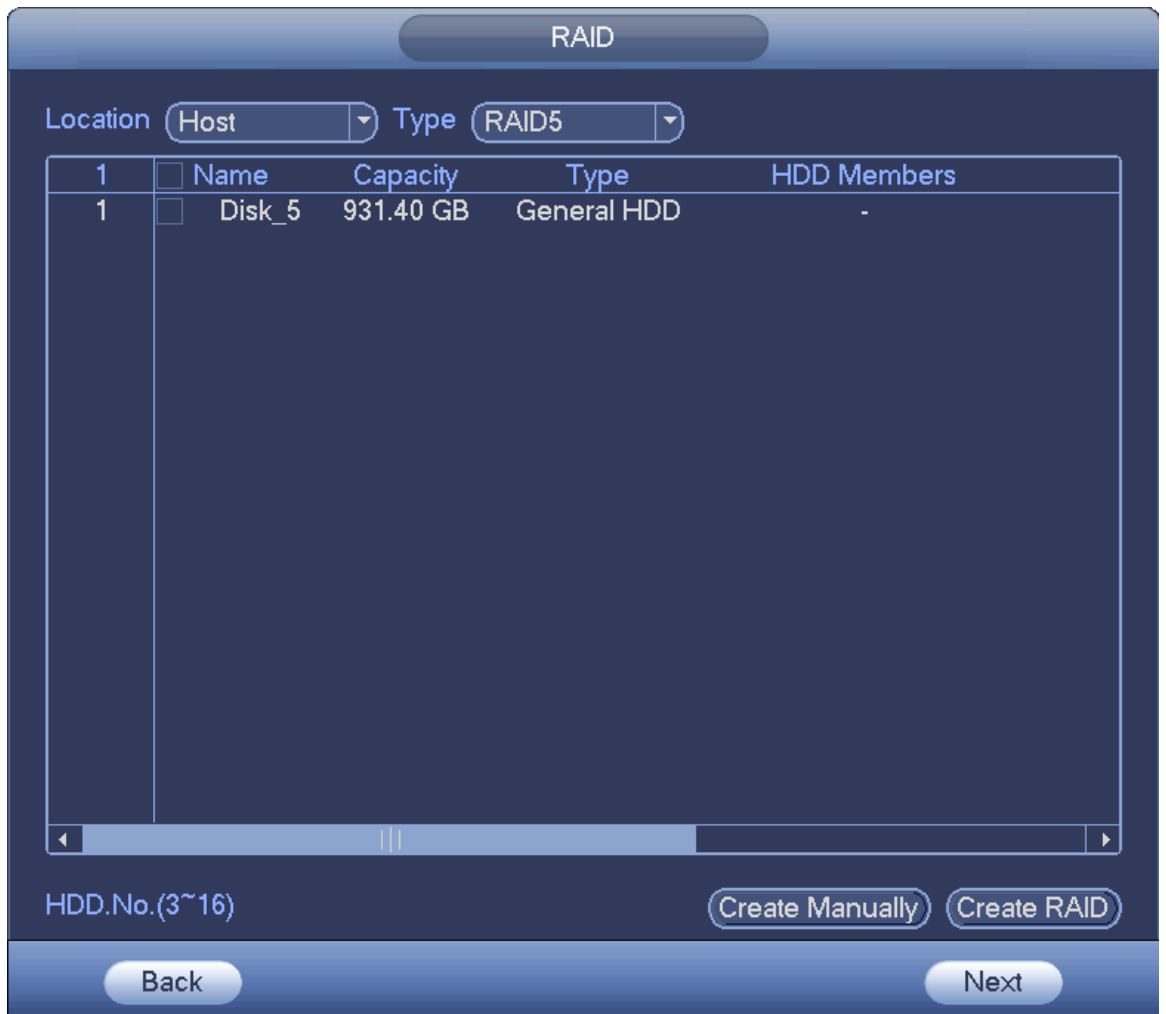 RAID
Location Host Type RAID5
1 Name Capacity Type HDD Members
1 Disk_5 931.40 GB General HDD -
HDD.No.(3~16) Create Manually Create RAID
Back Next